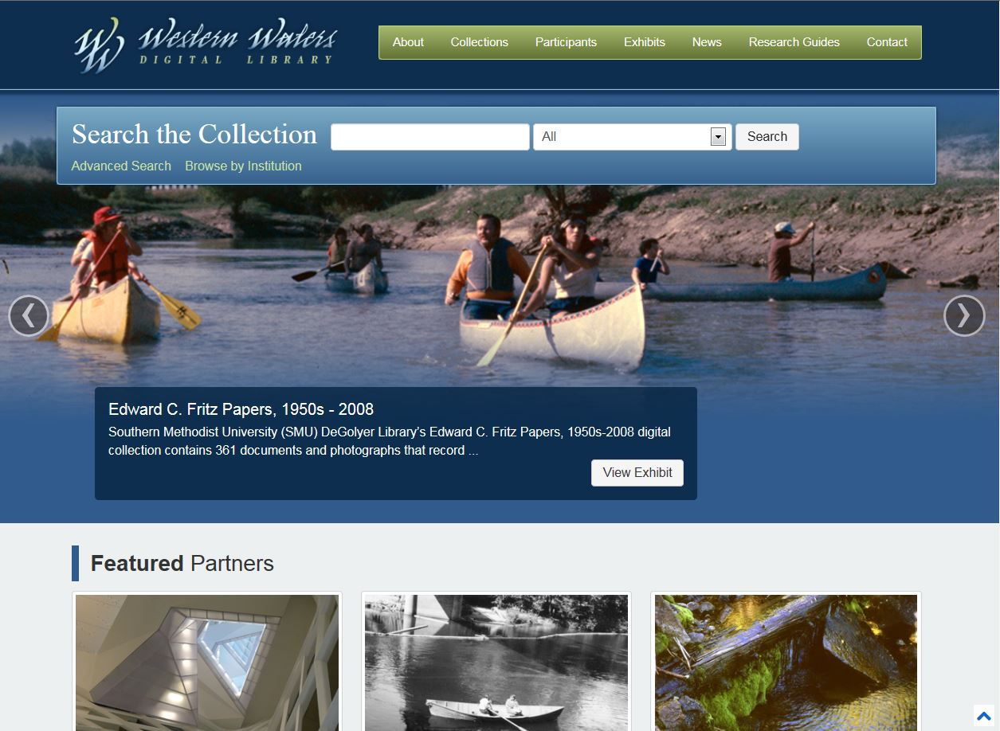 Western Waters
DIGITAL LIBRARY
About Collections Participants Exhibits News Research Guides Contact
Search the Collection All Search
Advanced Search Browse by Institution
Edward C. Fritz Papers, 1950s - 2008
Southern Methodist University (SMU) DeGolyer Library’s Edward C. Fritz Papers, 1950s-2008 digital
collection contains 361 documents and photographs that record ...
View Exhibit
Featured Partners